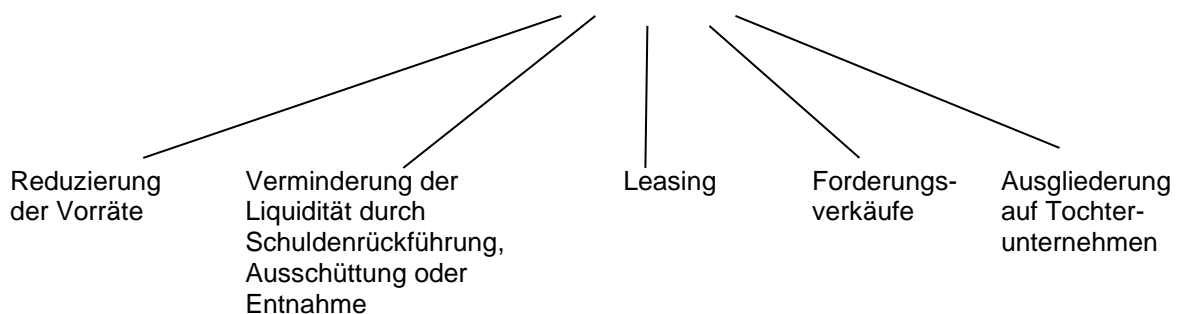 Reduzierung
der Vorräte
Verminderung der
Liquidität durch
Schuldenrückführung,
Ausschüttung oder
Entnahme
Leasing
Forderungs-
verkäufe
Ausgliederung
auf Tochter-
unternehmen